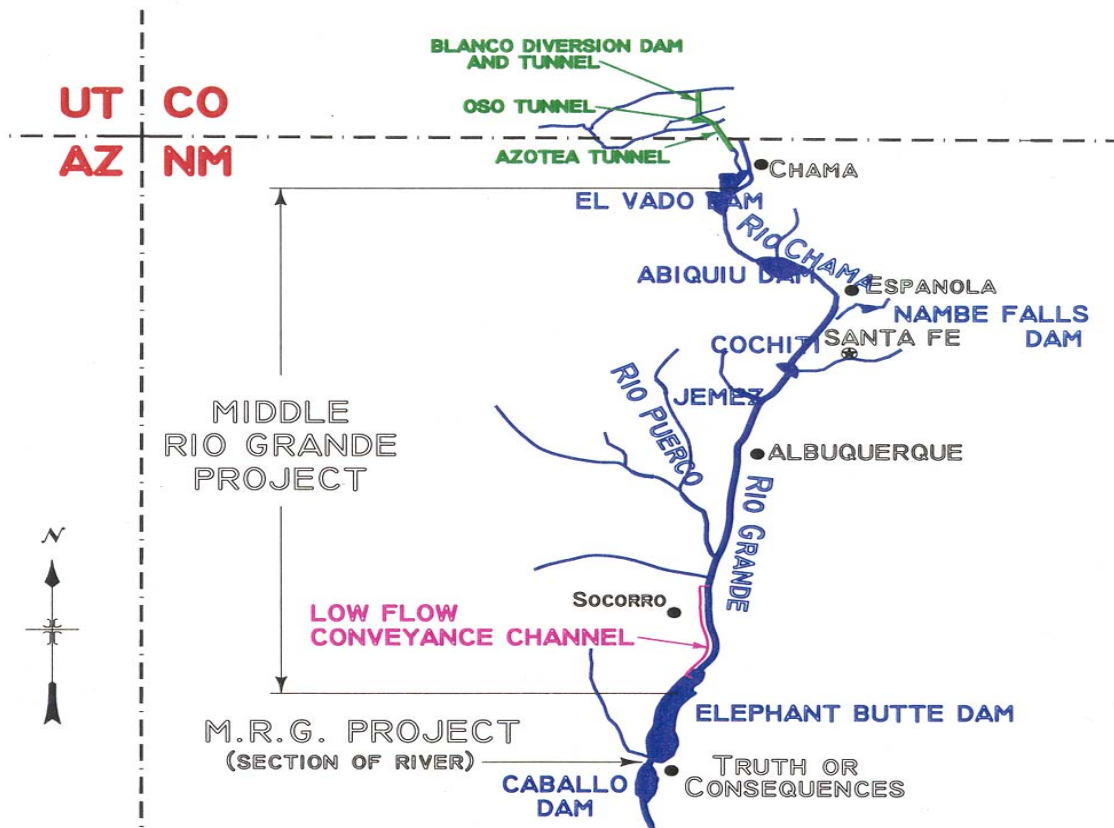 BLANCO DIVERSION DAM
AND TUNNEL
UT CO
OSO TUNNEL
AZ NM
AZOTEA TUNNEL
CHAMA
EL VADO DAM
RIO CHAMA
ABIQUIU DAM
ESPANOLA
NAMBE FALLS
DAM
SANTA FE
COCHITI
RIO PUERCO
JEMEZ
MIDDLE
RIO GRANDE
PROJECT
ALBUQUERQUE
RIO GRANDE
N
SOCORRO
LOW FLOW
CONVEYANCE CHANNEL
ELEPHANT BUTTE DAM
M.R.G. PROJECT
(SECTION OF RIVER)
TRUTH OR
CONSEQUENCES
CABALLO
DAM